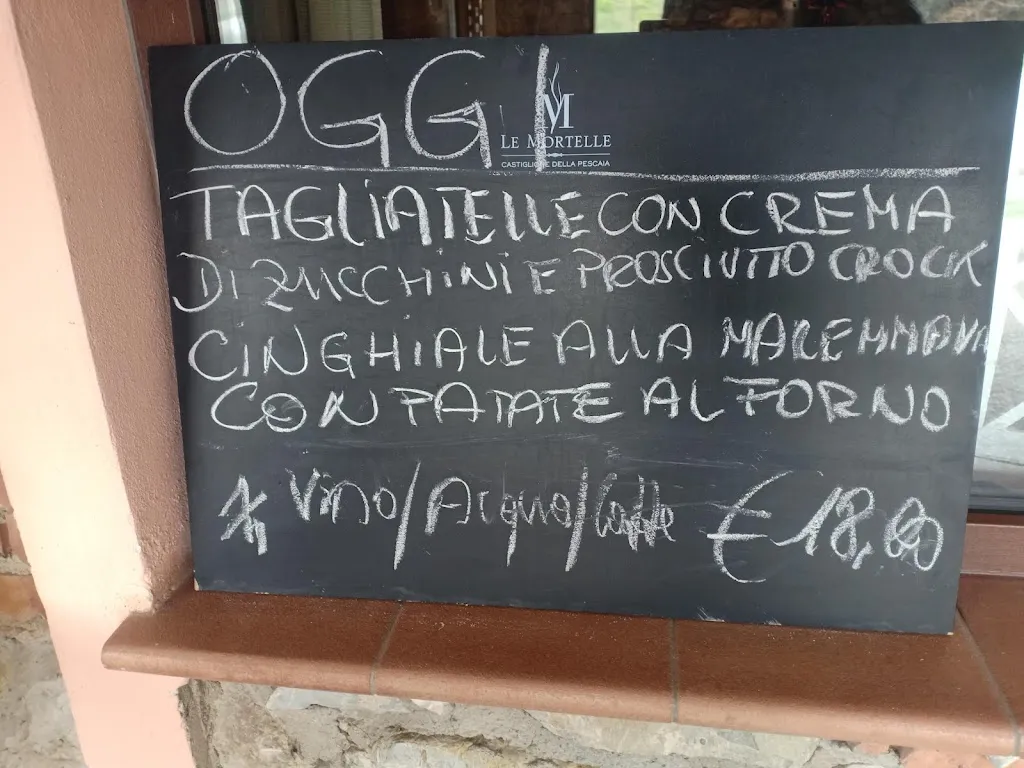 OGGI
M
LE MORTELLE
CASTIGLIONE DELLA PESCAIA
TAGLIATELLE CON CREMA
DI ZUCCHINI E PROSCIUTTO CROCK
CINGHIALE ALLA MAREMMANA
CON PATATE AL FORNO
* Vino/Acqua/Caffe € 18,00